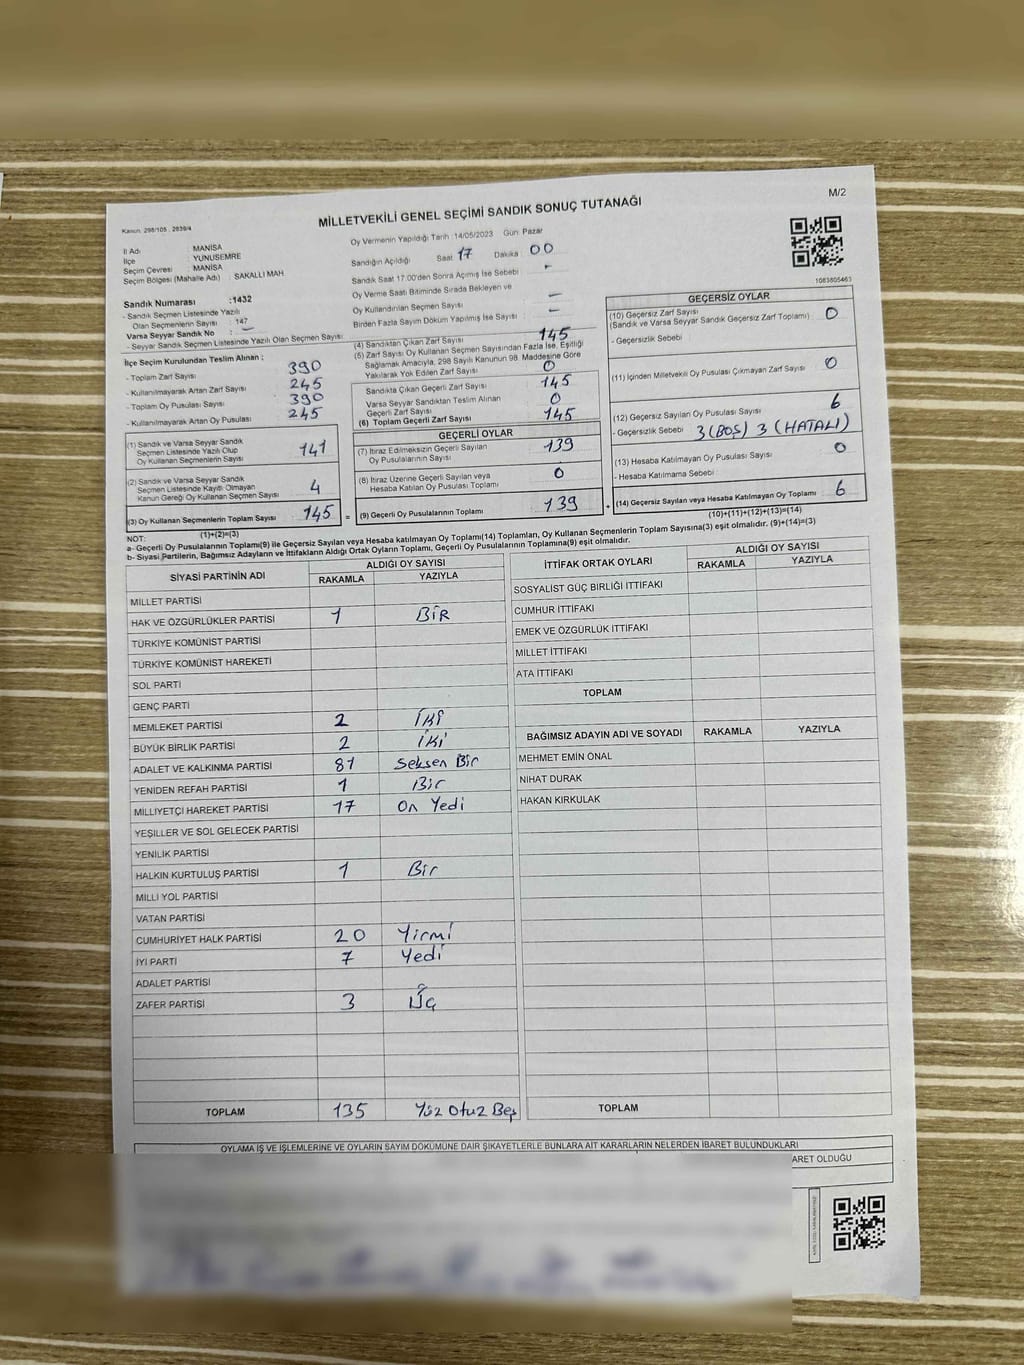 M/2
Kanun. 298/105 , 2839/4
MİLLETVEKİLİ GENEL SEÇİMİ SANDIK SONUÇ TUTANAĞI
İl Adı : MANİSA
İlçe YUNUSEMRE
Seçim Çevresi : MANİSA
Seçim Bölgesi (Mahalle Adı) : SAKALLI MAH
Oy Vermenin Yapıldığı Tarih :14/05/2023 Gün: Pazar
Sandığın Açıldığı Saat 17 Dakika : 00
Sandık Saat 17.00'den Sonra Açılmış İse Sebebi : -
Oy Verme Saati Bitiminde Sırada Bekleyen ve
Oy Kullandırılan Seçmen Sayısı : -
Birden Fazla Sayım Döküm Yapılmış İse Sayısı : -
1083605463
Sandık Numarası :1432
- Sandık Seçmen Listesinde Yazılı
Olan Seçmenlerin Sayısı : 147
Varsa Seyyar Sandık No : -
- Seyyar Sandık Seçmen Listesinde Yazılı Olan Seçmen Sayısı:
İlçe Seçim Kurulundan Teslim Alınan :
- Toplam Zarf Sayısı 390
- Kullanılmayarak Artan Zarf Sayısı 245
- Toplam Oy Pusulası Sayısı 390
- Kullanılmayarak Artan Oy Pusulası 245
(1) Sandık ve Varsa Seyyar Sandık
Seçmen Listesinde Yazılı Olup
Oy Kullanan Seçmenlerin Sayısı 141
(2) Sandık ve Varsa Seyyar Sandık
Seçmen Listesinde Kayıtlı Olmayan
Kanun Gereği Oy Kullanan Seçmen Sayısı 4
(3) Oy Kullanan Seçmenlerin Toplam Sayısı 145 =
(1)+(2)=(3)
(4) Sandıktan Çıkan Zarf Sayısı 145
(5) Zarf Sayısı Oy Kullanan Seçmen Sayısından Fazla İse, Eşitliği
Sağlamak Amacıyla, 298 Sayılı Kanunun 98. Maddesine Göre
Yakılarak Yok Edilen Zarf Sayısı 0
Sandıkta Çıkan Geçerli Zarf Sayısı 145
Varsa Seyyar Sandıktan Teslim Alınan
Geçerli Zarf Sayısı 0
(6) Toplam Geçerli Zarf Sayısı 145
GEÇERLİ OYLAR
(7) İtiraz Edilmeksizin Geçerli Sayılan
Oy Pusulalarının Sayısı 139
(8) İtiraz Üzerine Geçerli Sayılan veya
Hesaba Katılan Oy Pusulası Toplamı 0
(9) Geçerli Oy Pusulalarının Toplamı 139 +
GEÇERSİZ OYLAR
(10) Geçersiz Zarf Sayısı
(Sandık ve Varsa Seyyar Sandık Geçersiz Zarf Toplamı) : 0
- Geçersizlik Sebebi :
(11) İçinden Milletvekili Oy Pusulası Çıkmayan Zarf Sayısı 0
(12) Geçersiz Sayılan Oy Pusulası Sayısı 6
- Geçersizlik Sebebi 3 (BOŞ) 3 (HATALI)
(13) Hesaba Katılmayan Oy Pusulası Sayısı 0
- Hesaba Katılmama Sebebi :
(14) Geçersiz Sayılan veya Hesaba Katılmayan Oy Toplamı 6
(10)+(11)+(12)+(13)=(14)
NOT:
a- Geçerli Oy Pusulalarının Toplamı(9) ile Geçersiz Sayılan veya Hesaba katılmayan Oy Toplamı(14) Toplamları, Oy Kullanan Seçmenlerin Toplam Sayısına(3) eşit olmalıdır. (9)+(14)=(3)
b- Siyasi Partilerin, Bağımsız Adayların ve İttifakların Aldığı Ortak Oyların Toplamı, Geçerli Oy Pusulalarının Toplamına(9) eşit olmalıdır.
SİYASİ PARTİNİN ADI ALDIĞI OY SAYISI
RAKAMLA YAZIYLA
MİLLET PARTİSİ
HAK VE ÖZGÜRLÜKLER PARTİSİ 1 BİR
TÜRKİYE KOMÜNİST PARTİSİ
TÜRKİYE KOMÜNİST HAREKETİ
SOL PARTİ
GENÇ PARTİ
MEMLEKET PARTİSİ 2 İki
BÜYÜK BİRLİK PARTİSİ 2 İki
ADALET VE KALKINMA PARTİSİ 81 Seksen Bir
YENİDEN REFAH PARTİSİ 1 Bir
MİLLİYETÇİ HAREKET PARTİSİ 17 On Yedi
YEŞİLLER VE SOL GELECEK PARTİSİ
YENİLİK PARTİSİ
HALKIN KURTULUŞ PARTİSİ 1 Bir
MİLLİ YOL PARTİSİ
VATAN PARTİSİ
CUMHURİYET HALK PARTİSİ 20 Yirmi
İYİ PARTİ 7 Yedi
ADALET PARTİSİ
ZAFER PARTİSİ 3 Üç
TOPLAM 135 Yüz Otuz Beş
İTTİFAK ORTAK OYLARI ALDIĞI OY SAYISI
RAKAMLA YAZIYLA
SOSYALİST GÜÇ BİRLİĞİ İTTİFAKI
CUMHUR İTTİFAKI
EMEK VE ÖZGÜRLÜK İTTİFAKI
MİLLET İTTİFAKI
ATA İTTİFAKI
TOPLAM
BAĞIMSIZ ADAYIN ADI VE SOYADI RAKAMLA YAZIYLA
MEHMET EMİN ÖNAL
NİHAT DURAK
HAKAN KIRKULAK
TOPLAM
OYLAMA İŞ VE İŞLEMLERİNE VE OYLARIN SAYIM DÖKÜMÜNE DAİR ŞİKAYETLERLE BUNLARA AİT KARARLARIN NELERDEN İBARET BULUNDUKLARI
ARET OLDUĞU